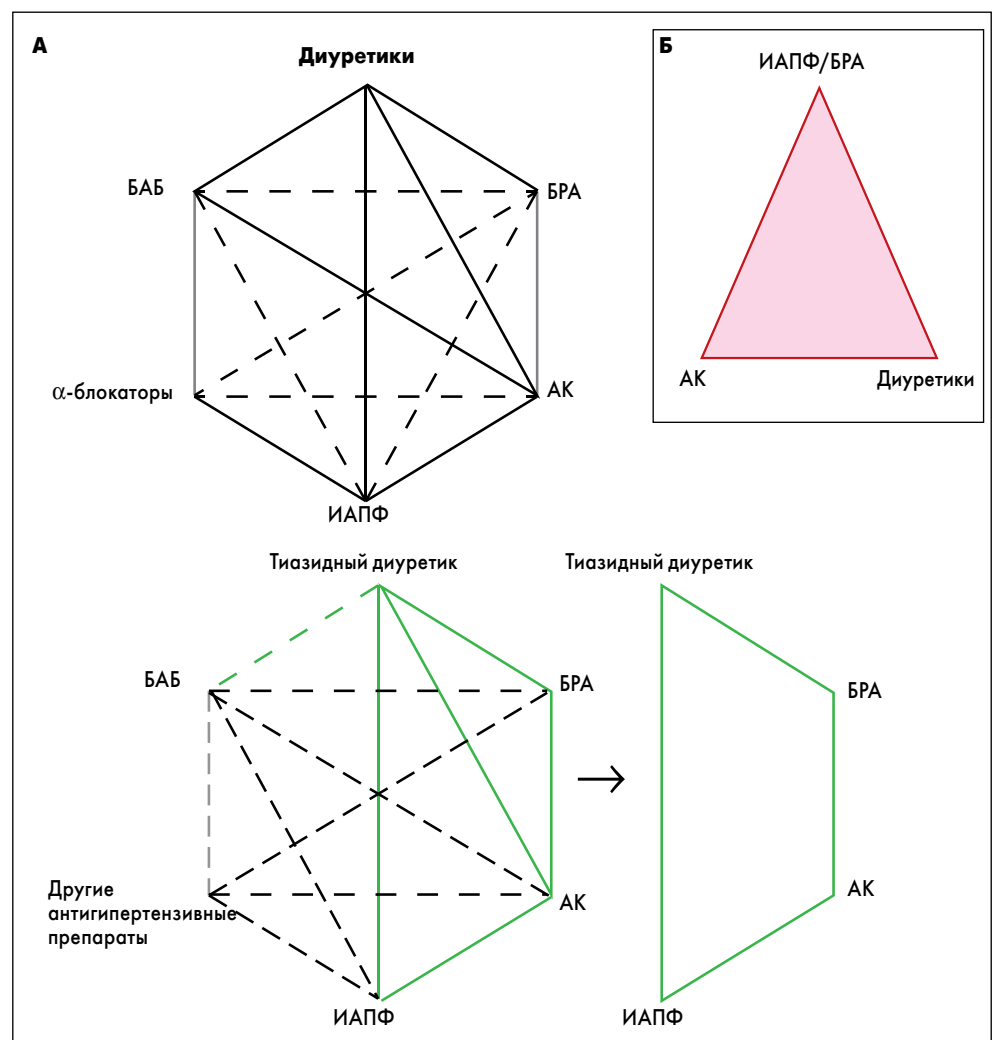 А
Диуретики
БАБ
БРА
α-блокаторы
АК
ИАПФ
Б
ИАПФ/БРА
АК
Диуретики
Тиазидный диуретик
БАБ
БРА
Другие
антигипертензивные
препараты
АК
ИАПФ
Тиазидный диуретик
БРА
АК
ИАПФ